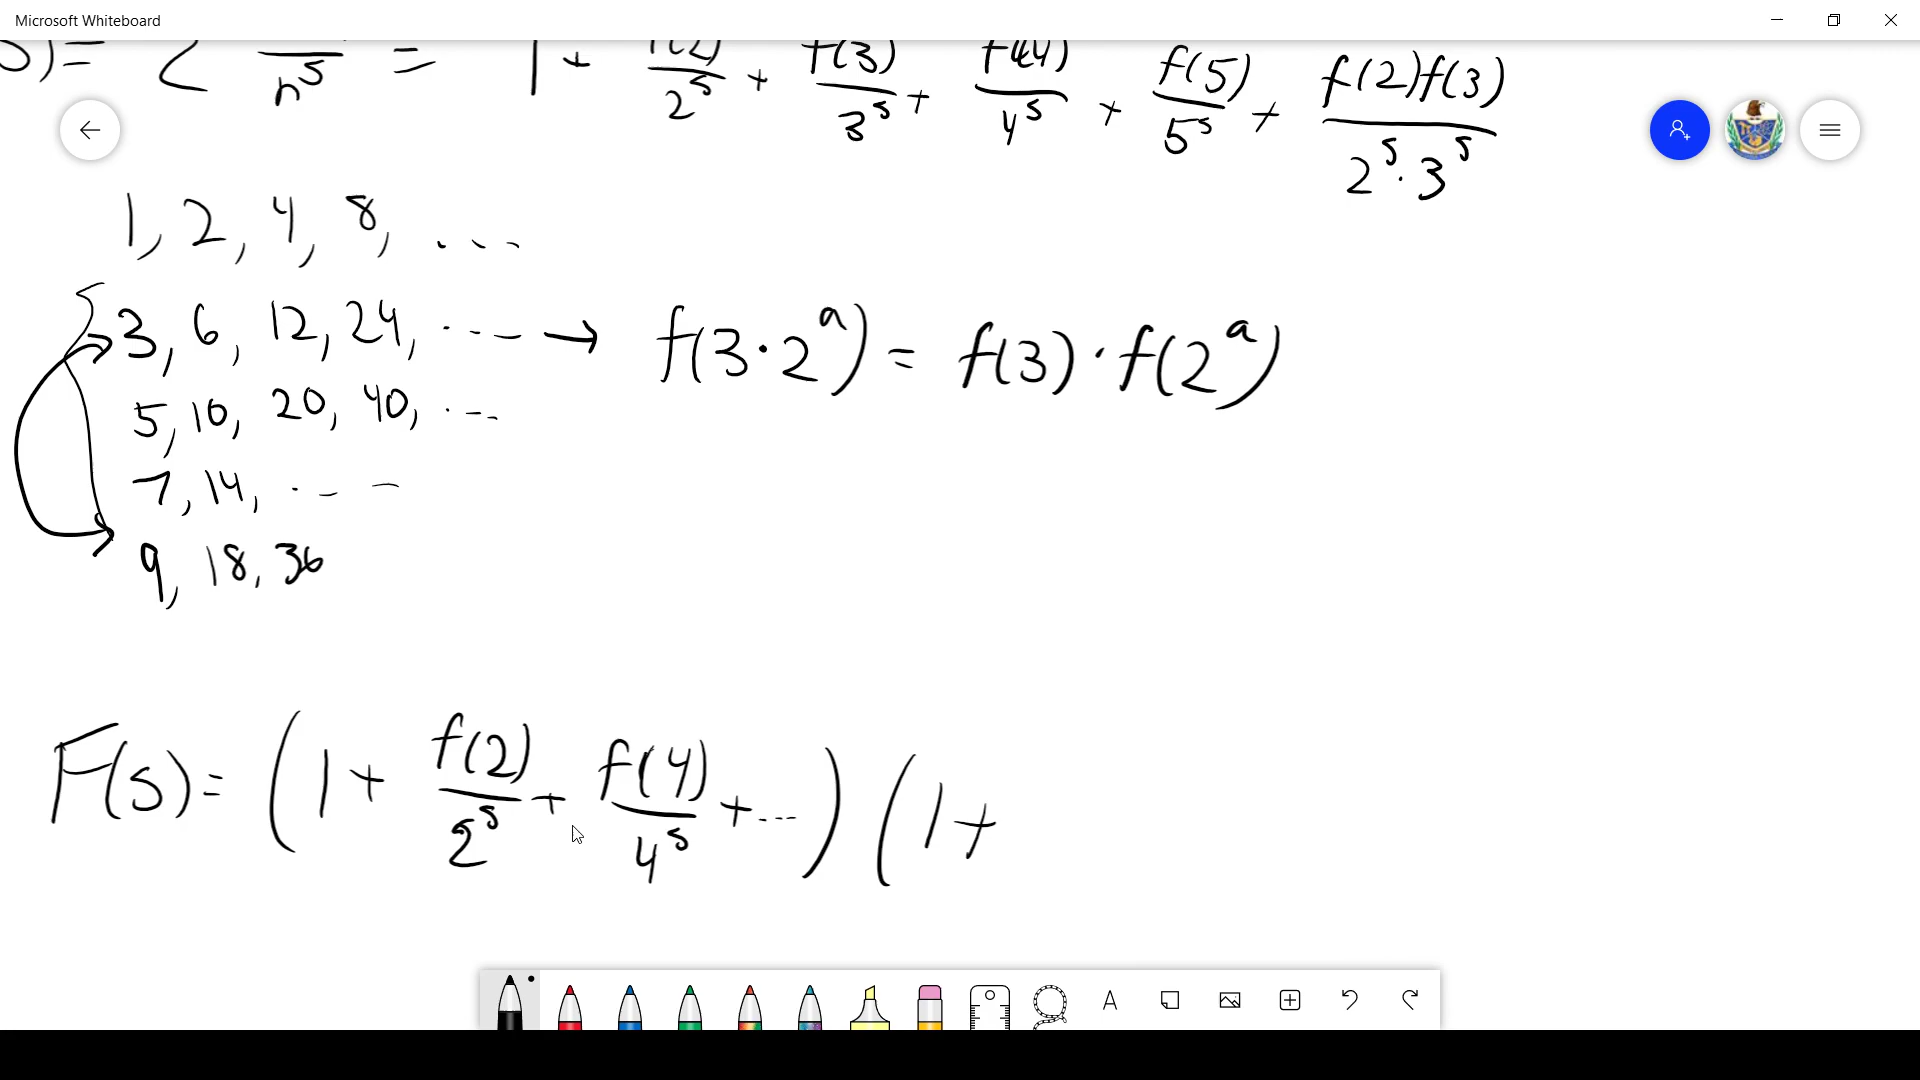 Microsoft Whiteboard
s) = Σ / n^s = 1 + f(2)/2^s + f(3)/3^s + f(4)/4^s + f(5)/5^s + f(2)f(3)/2^s · 3^s
1, 2, 4, 8, ...
3, 6, 12, 24, ... → f(3·2^a) = f(3) · f(2^a)
5, 10, 20, 40, ...
7, 14, ...
9, 18, 36
F(s) = (1 + f(2)/2^s + f(4)/4^s + ...) (1 +